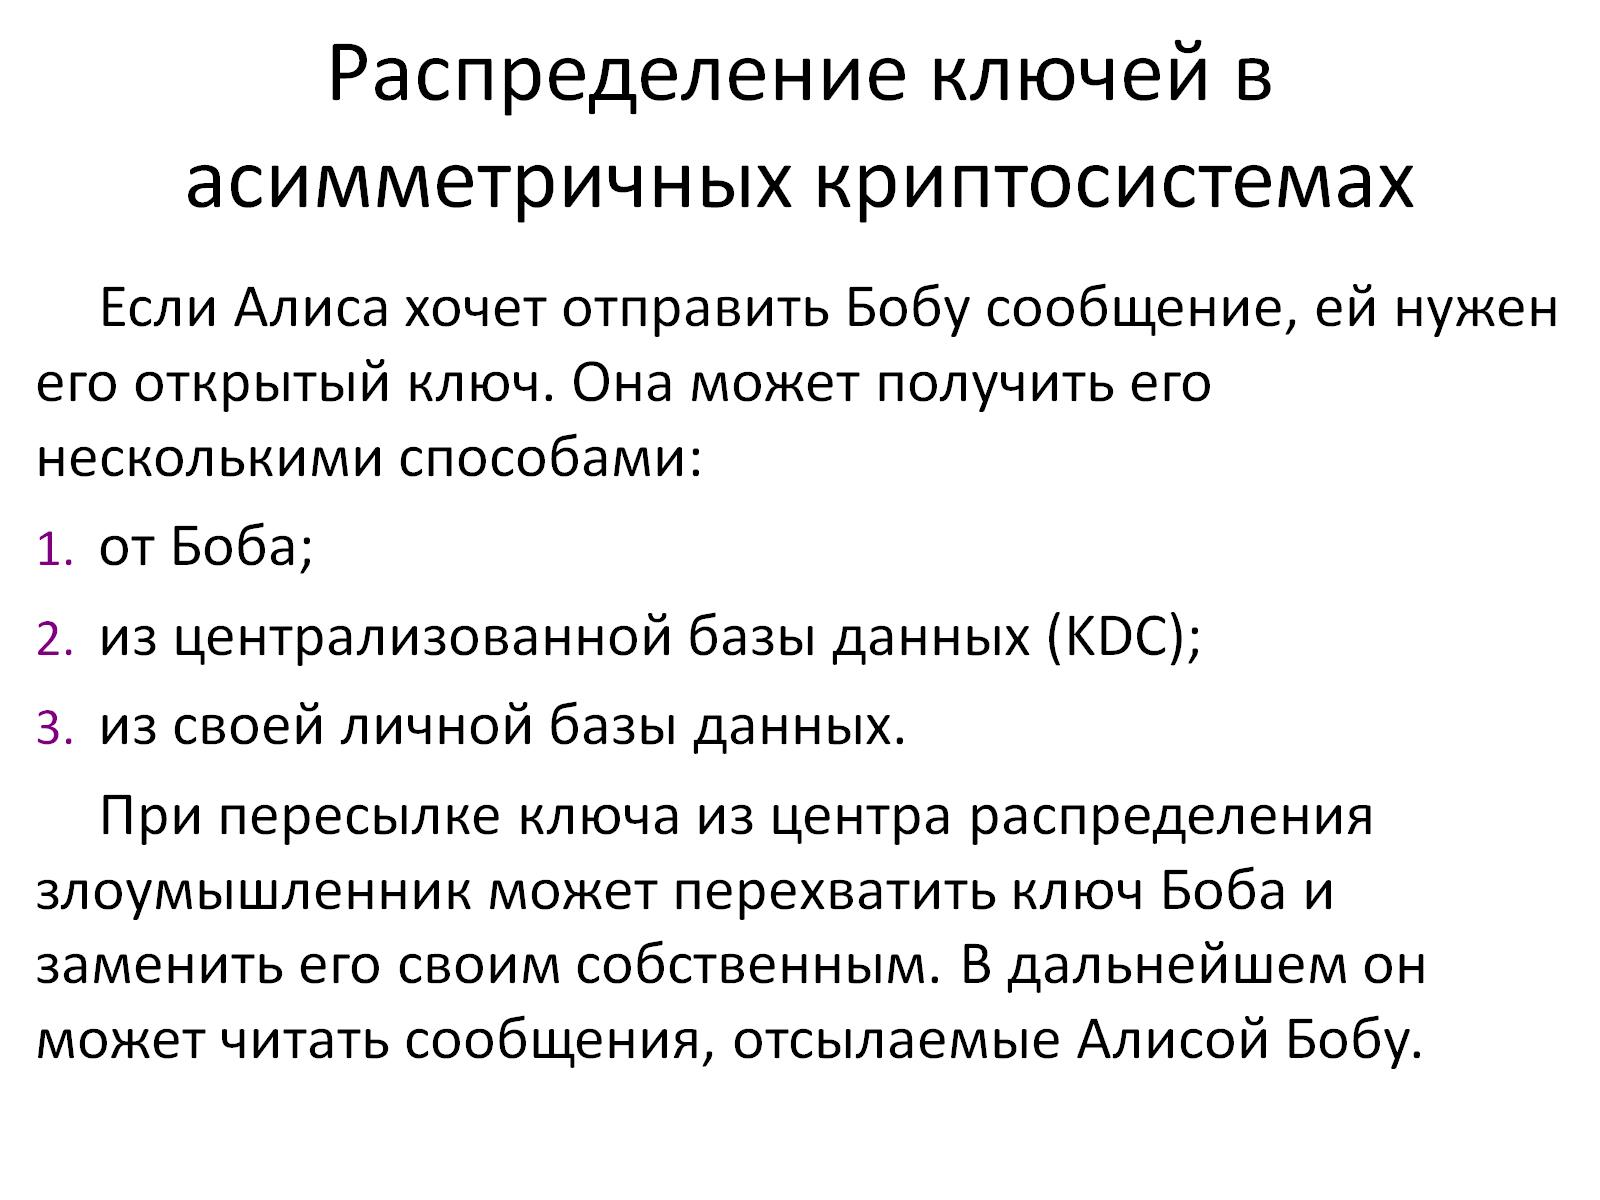 Распределение ключей в
асимметричных криптосистемах
Если Алиса хочет отправить Бобу сообщение, ей нужен
его открытый ключ. Она может получить его
несколькими способами:
1. от Боба;
2. из централизованной базы данных (KDC);
3. из своей личной базы данных.
При пересылке ключа из центра распределения
злоумышленник может перехватить ключ Боба и
заменить его своим собственным. В дальнейшем он
может читать сообщения, отсылаемые Алисой Бобу.